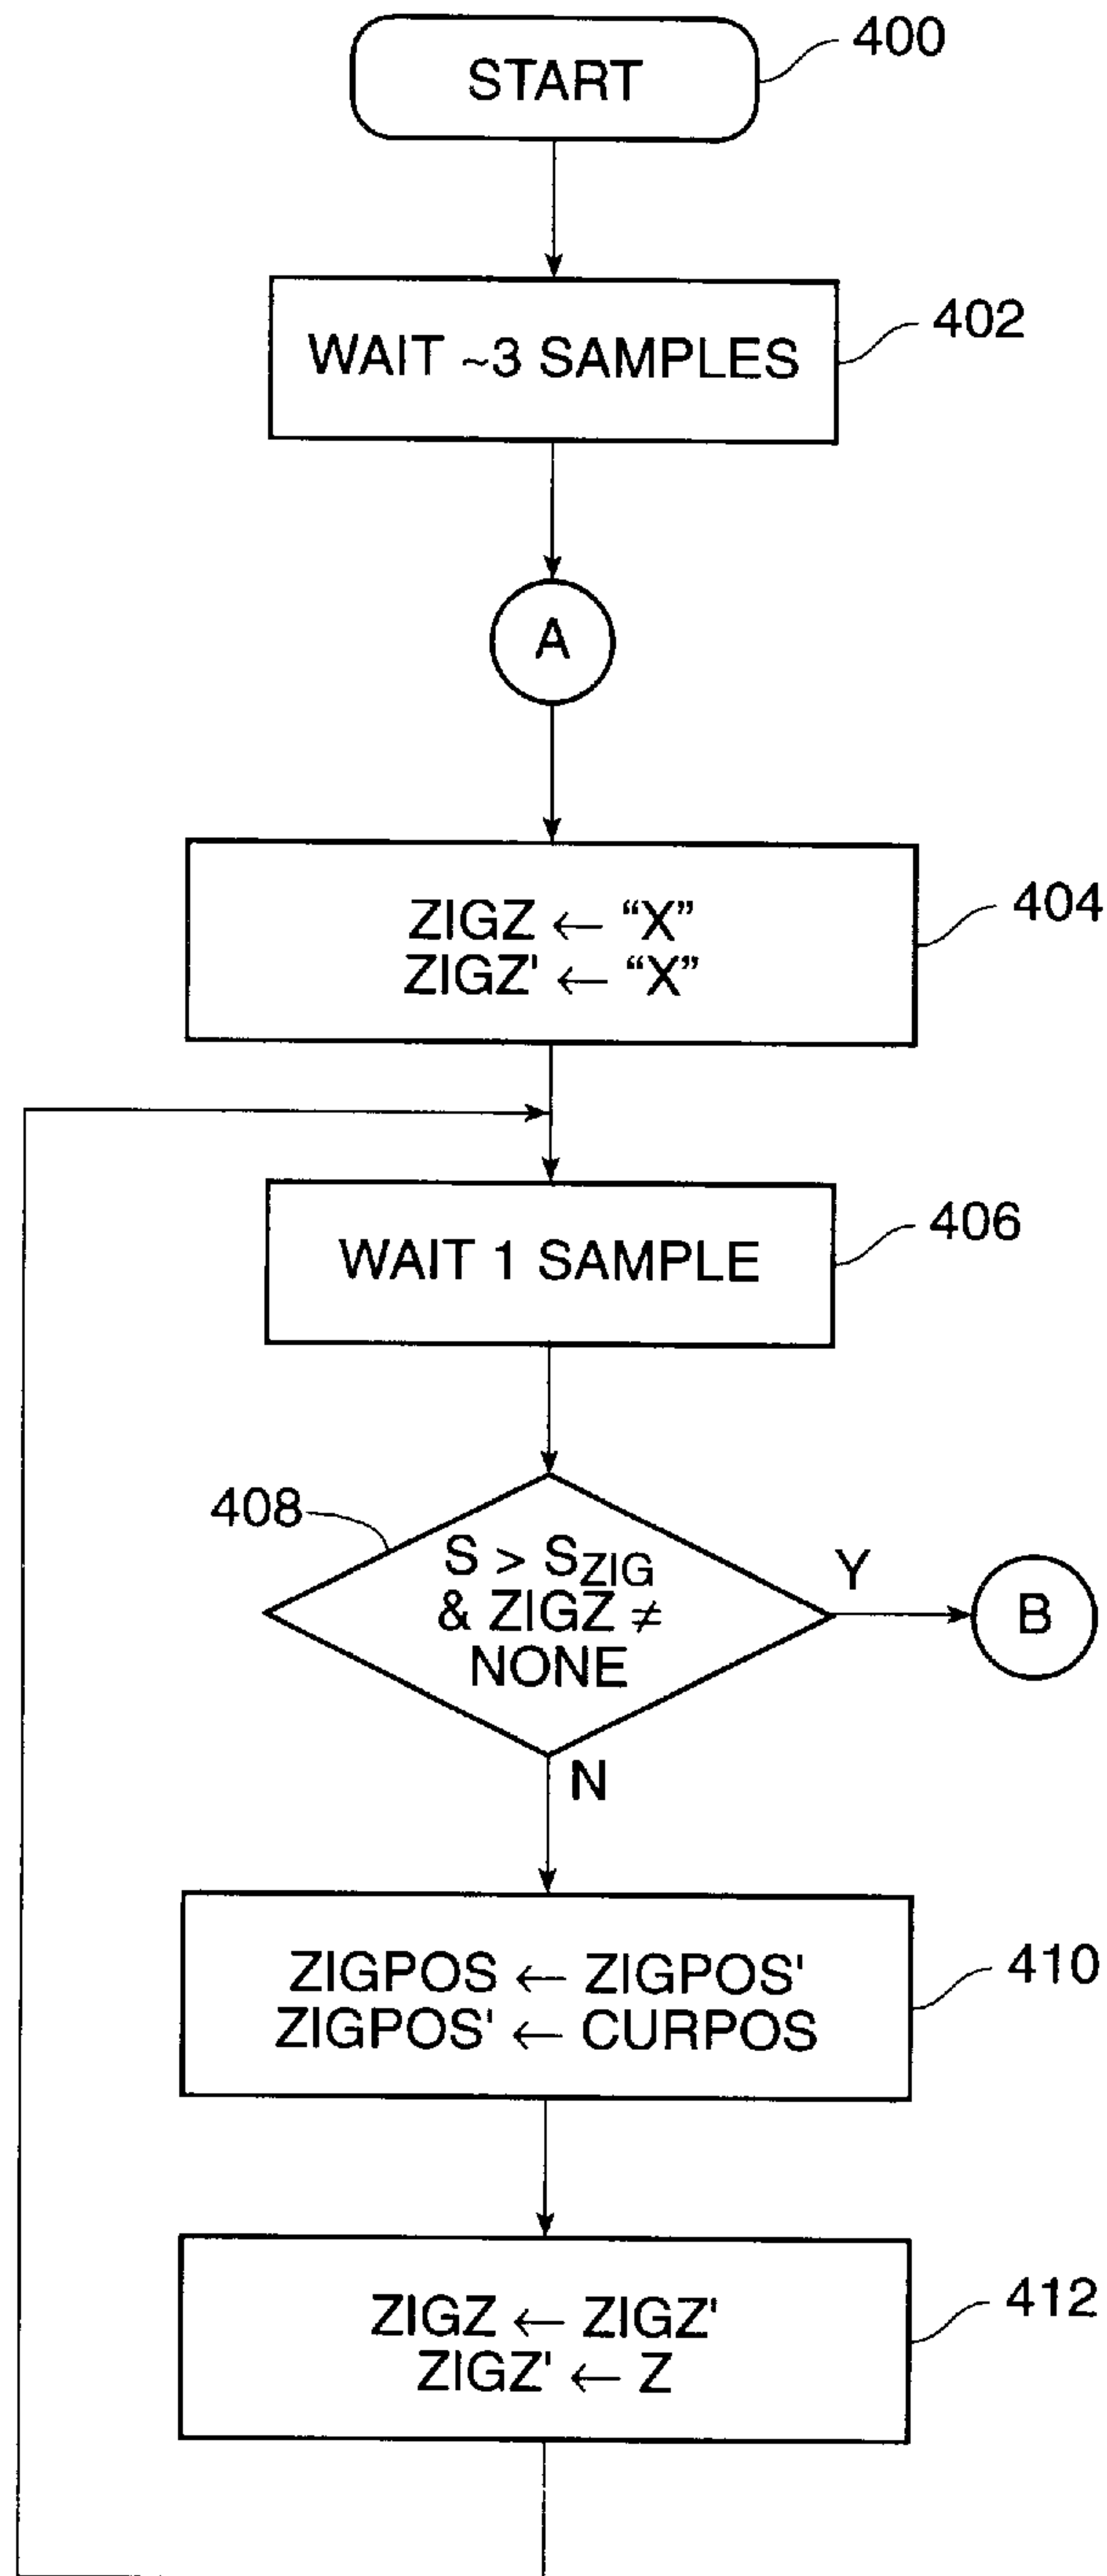 START
400
WAIT ~3 SAMPLES
402
A
ZIGZ ← “X”
ZIGZ' ← “X”
404
WAIT 1 SAMPLE
406
408
S > SZIG
& ZIGZ ≠
NONE
Y
B
N
ZIGPOS ← ZIGPOS'
ZIGPOS' ← CURPOS
410
ZIGZ ← ZIGZ'
ZIGZ' ← Z
412